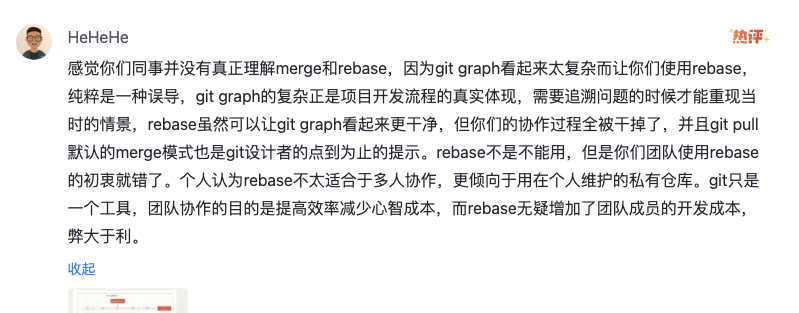 HeHeHe
热评
感觉你们同事并没有真正理解merge和rebase，因为git graph看起来太复杂而让你们使用rebase，
纯粹是一种误导，git graph的复杂正是项目开发流程的真实体现，需要追溯问题的时候才能重现当
时的情景，rebase虽然可以让git graph看起来更干净，但你们的协作过程全被干掉了，并且git pull
默认的merge模式也是git设计者的点到为止的提示。rebase不是不能用，但是你们团队使用rebase
的初衷就错了。个人认为rebase不太适合于多人协作，更倾向于用在个人维护的私有仓库。git只是
一个工具，团队协作的目的是提高效率减少心智成本，而rebase无疑增加了团队成员的开发成本，
弊大于利。
收起